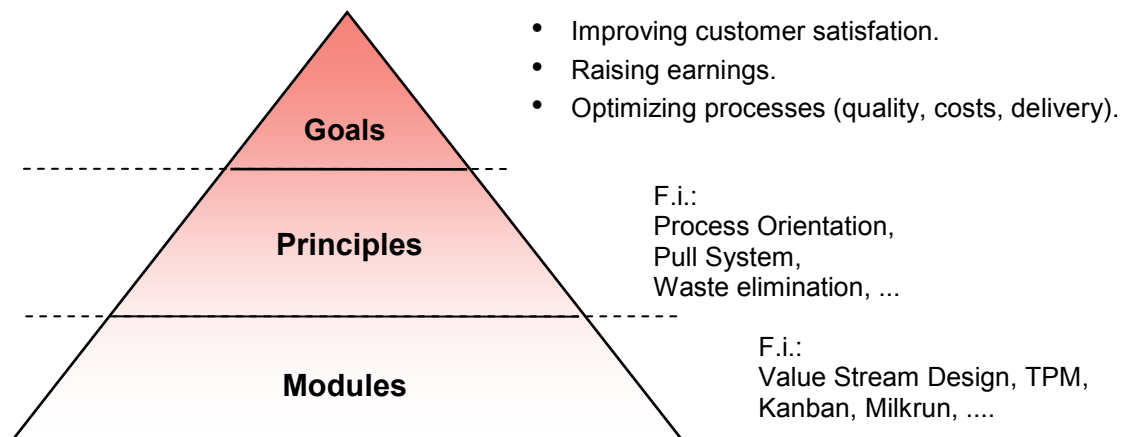 • Improving customer satisfation.
• Raising earnings.
• Optimizing processes (quality, costs, delivery).
Goals
F.i.:
Process Orientation,
Pull System,
Waste elimination, ...
Principles
F.i.:
Value Stream Design, TPM,
Kanban, Milkrun, ....
Modules